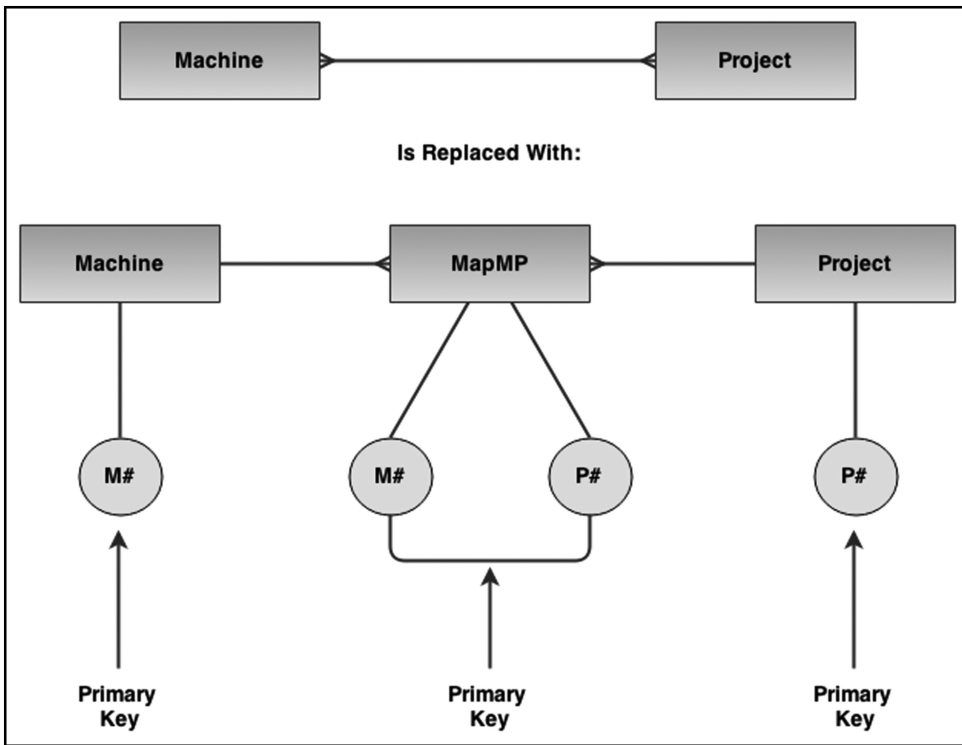 Machine
Project
Is Replaced With:
Machine
MapMP
Project
M#
M#
P#
P#
Primary
Key
Primary
Key
Primary
Key